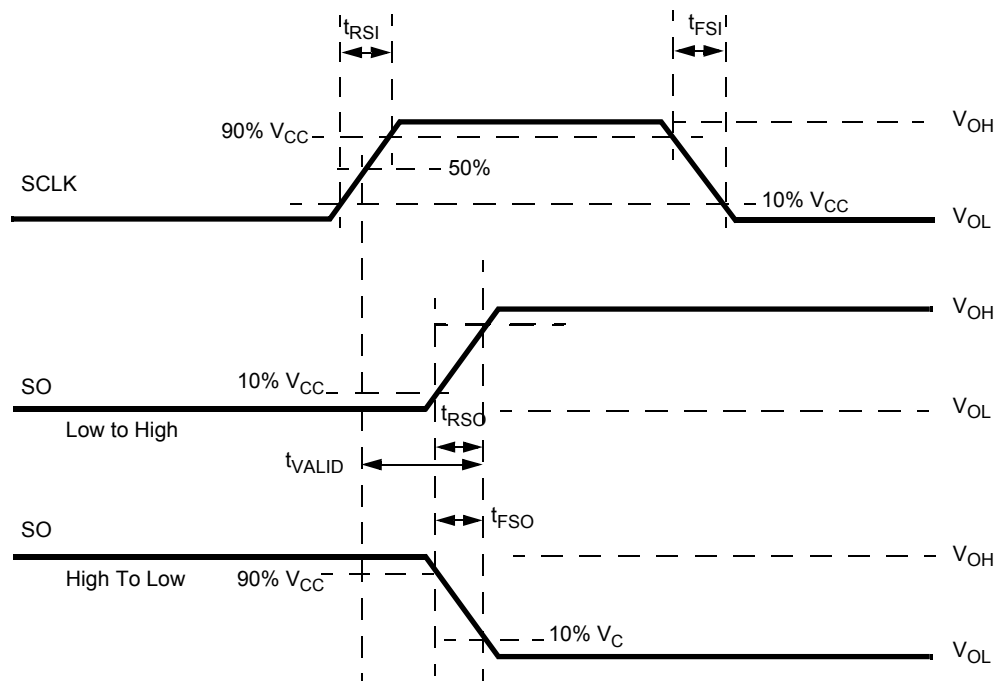 tRSI
tFSI
90% VCC
VOH
50%
SCLK
10% VCC
VOL
VOH
SO
10% VCC
Low to High
tRSO
VOL
tVALID
SO
tFSO
High To Low
90% VCC
VOH
10% VC
VOL